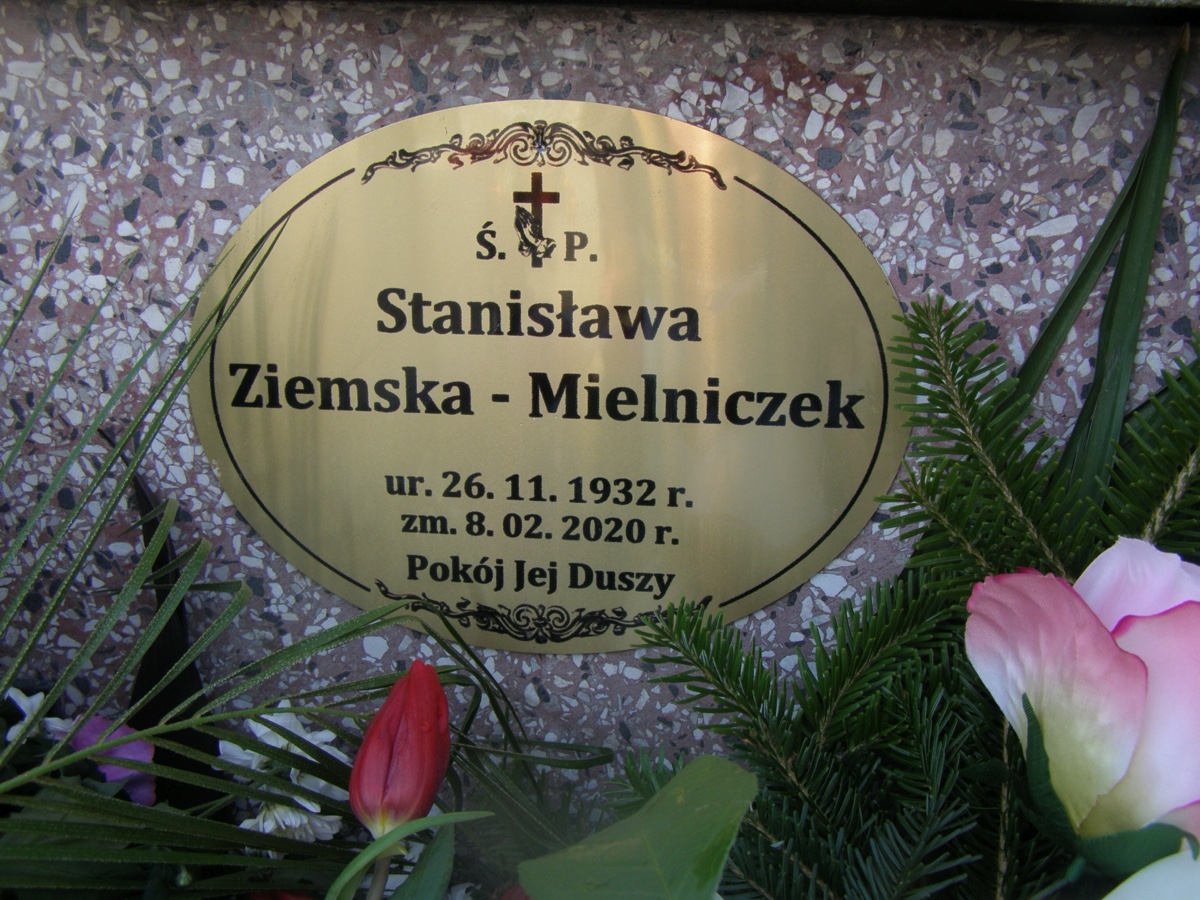 Ś. P.
Stanisława
Ziemska - Mielniczek
ur. 26. 11. 1932 r.
zm. 8. 02. 2020 r.
Pokój Jej Duszy